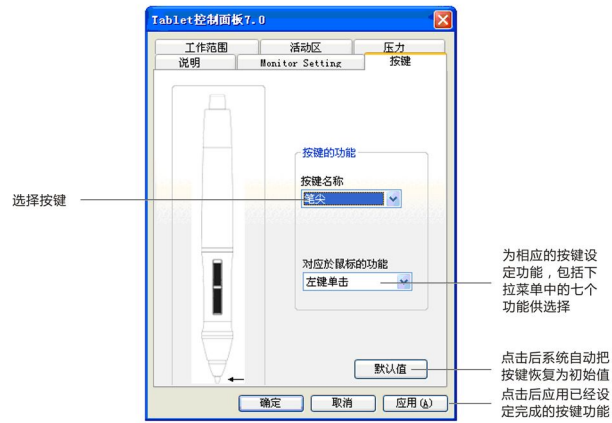 Tablet控制面板7.0
工作范围 活动区 压力
说明 Monitor Setting 按键
按键的功能
按键名称
笔尖
选择按键
对应於鼠标的功能
左键单击
为相应的按键设
定功能，包括下
拉菜单中的七个
功能供选择
默认值
点击后系统自动把
按键恢复为初始值
确定 取消 应用(A)
点击后应用已经设
定完成的按键功能